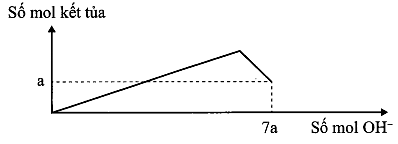 Số mol kết tủa
a
7a
Số mol OH⁻